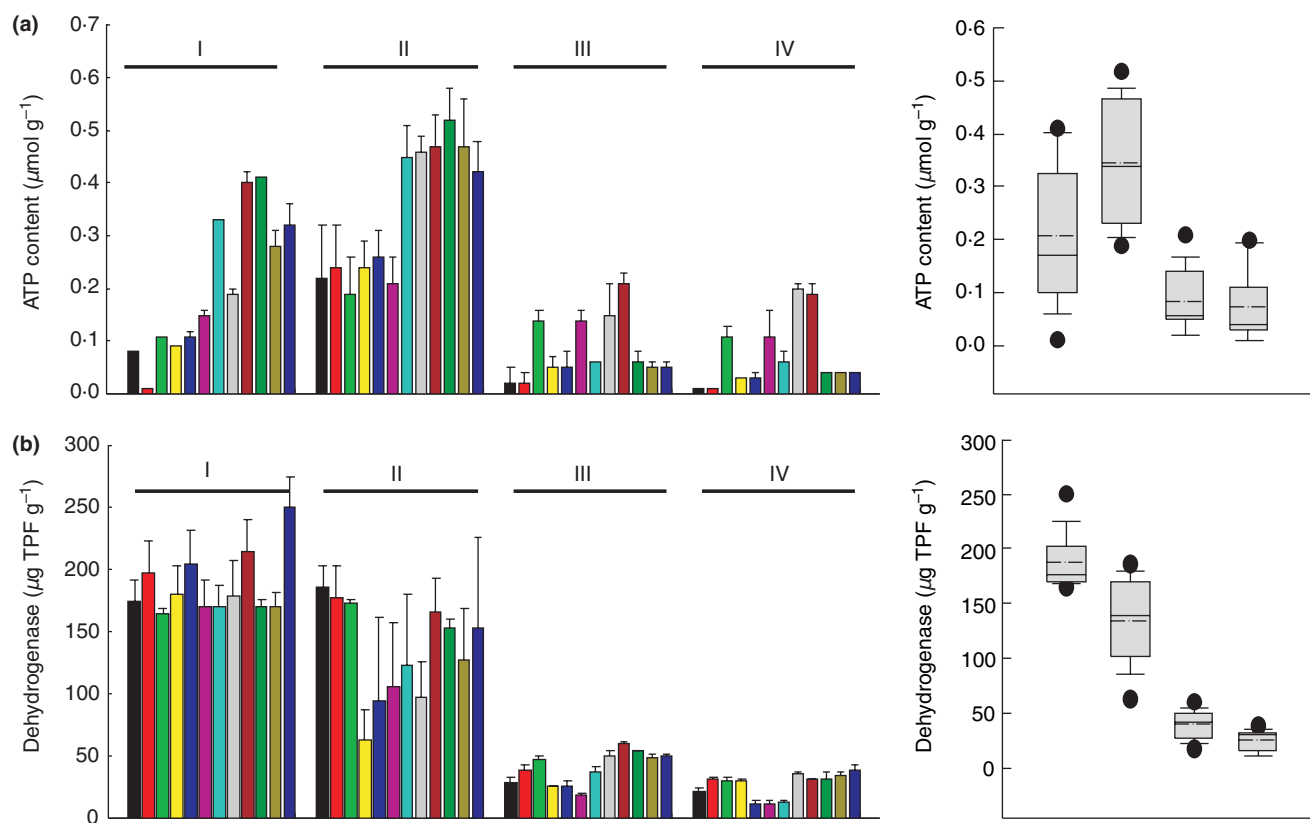 (a)
0·7
0·6
0·5
0·4
0·3
0·2
0·1
0·0
ATP content (μmol g⁻¹)
I
II
III
IV
0·6
0·5
0·4
0·3
0·2
0·1
0·0
ATP content (μmol g⁻¹)
(b)
300
250
200
150
100
50
0
Dehydrogenase (μg TPF g⁻¹)
I
II
III
IV
300
250
200
150
100
50
0
Dehydrogenase (μg TPF g⁻¹)